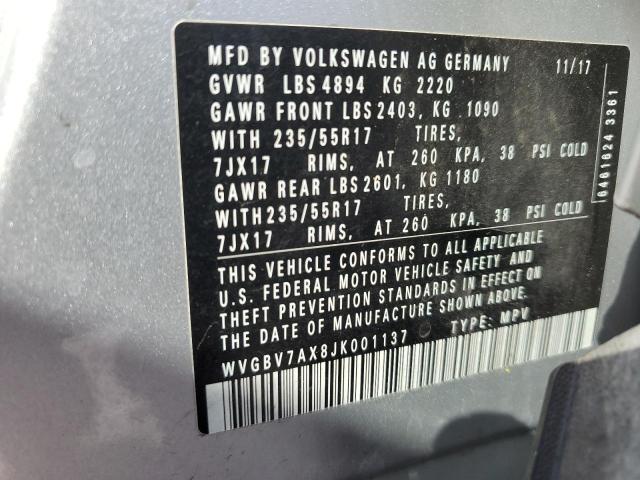 MFD BY VOLKSWAGEN AG GERMANY 11/17
GVWR LBS 4894 KG 2220
GAWR FRONT LBS 2403, KG 1090
WITH 235/55R17 TIRES,
7JX17 RIMS, AT 260 KPA, 38 PSI COLD
GAWR REAR LBS 2601, KG 1180
WITH 235/55R17 TIRES,
7JX17 RIMS, AT 260 KPA, 38 PSI COLD
THIS VEHICLE CONFORMS TO ALL APPLICABLE
U.S. FEDERAL MOTOR VEHICLE SAFETY AND
THEFT PREVENTION STANDARDS IN EFFECT ON
THE DATE OF MANUFACTURE SHOWN ABOVE.
WVGBV7AX8JK001137 TYPE: MPV
6461624 3361